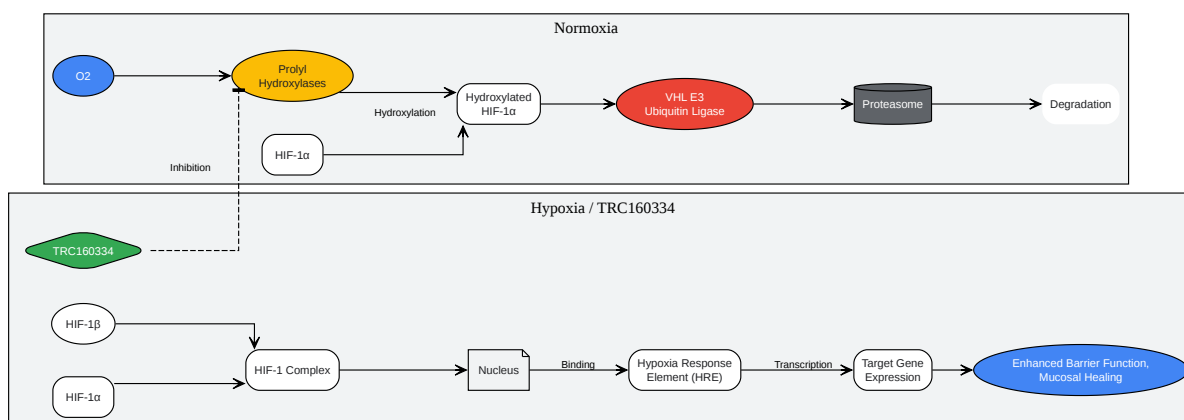 Normoxia
O2
Prolyl
Hydroxylases
Hydroxylation
Hydroxylated
HIF-1α
VHL E3
Ubiquitin Ligase
Proteasome
Degradation
HIF-1α
Inhibition
Hypoxia / TRC160334
TRC160334
HIF-1β
HIF-1α
HIF-1 Complex
Nucleus
Binding
Hypoxia Response
Element (HRE)
Transcription
Target Gene
Expression
Enhanced Barrier Function,
Mucosal Healing